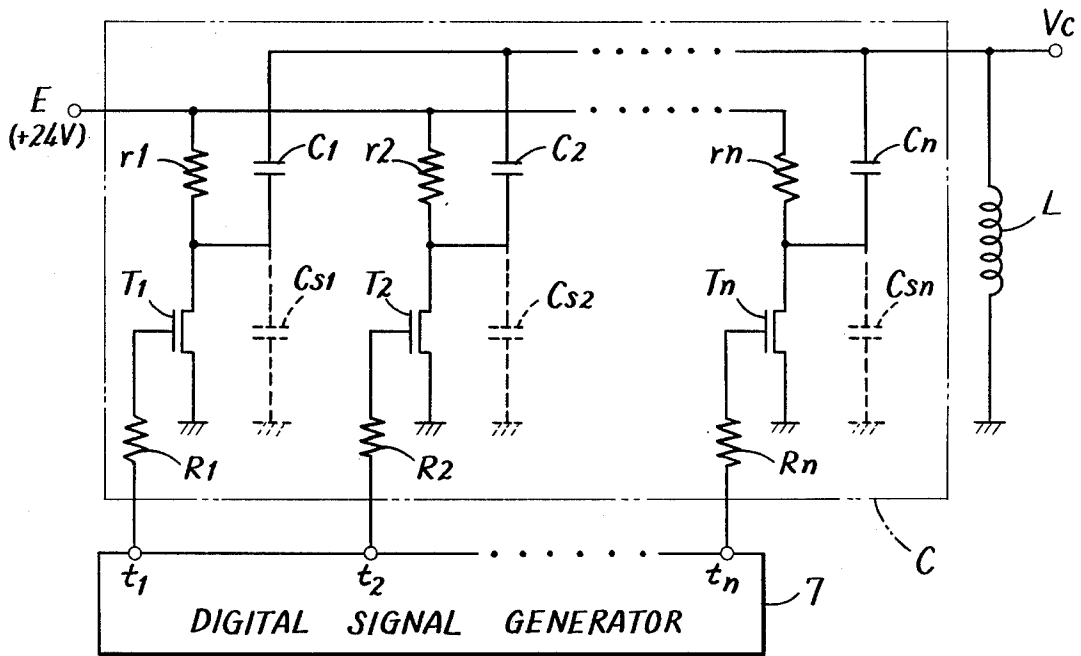 Vc
E
(+24V)
r1
C1
r2
C2
rn
Cn
L
T1
Cs1
T2
Cs2
Tn
Csn
R1
R2
Rn
C
t1
t2
tn
7
DIGITAL SIGNAL GENERATOR